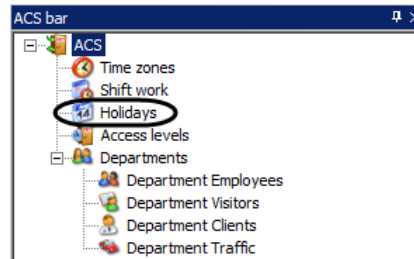 ACS bar
ACS
Time zones
Shift work
Holidays
Access levels
Departments
Department Employees
Department Visitors
Department Clients
Department Traffic